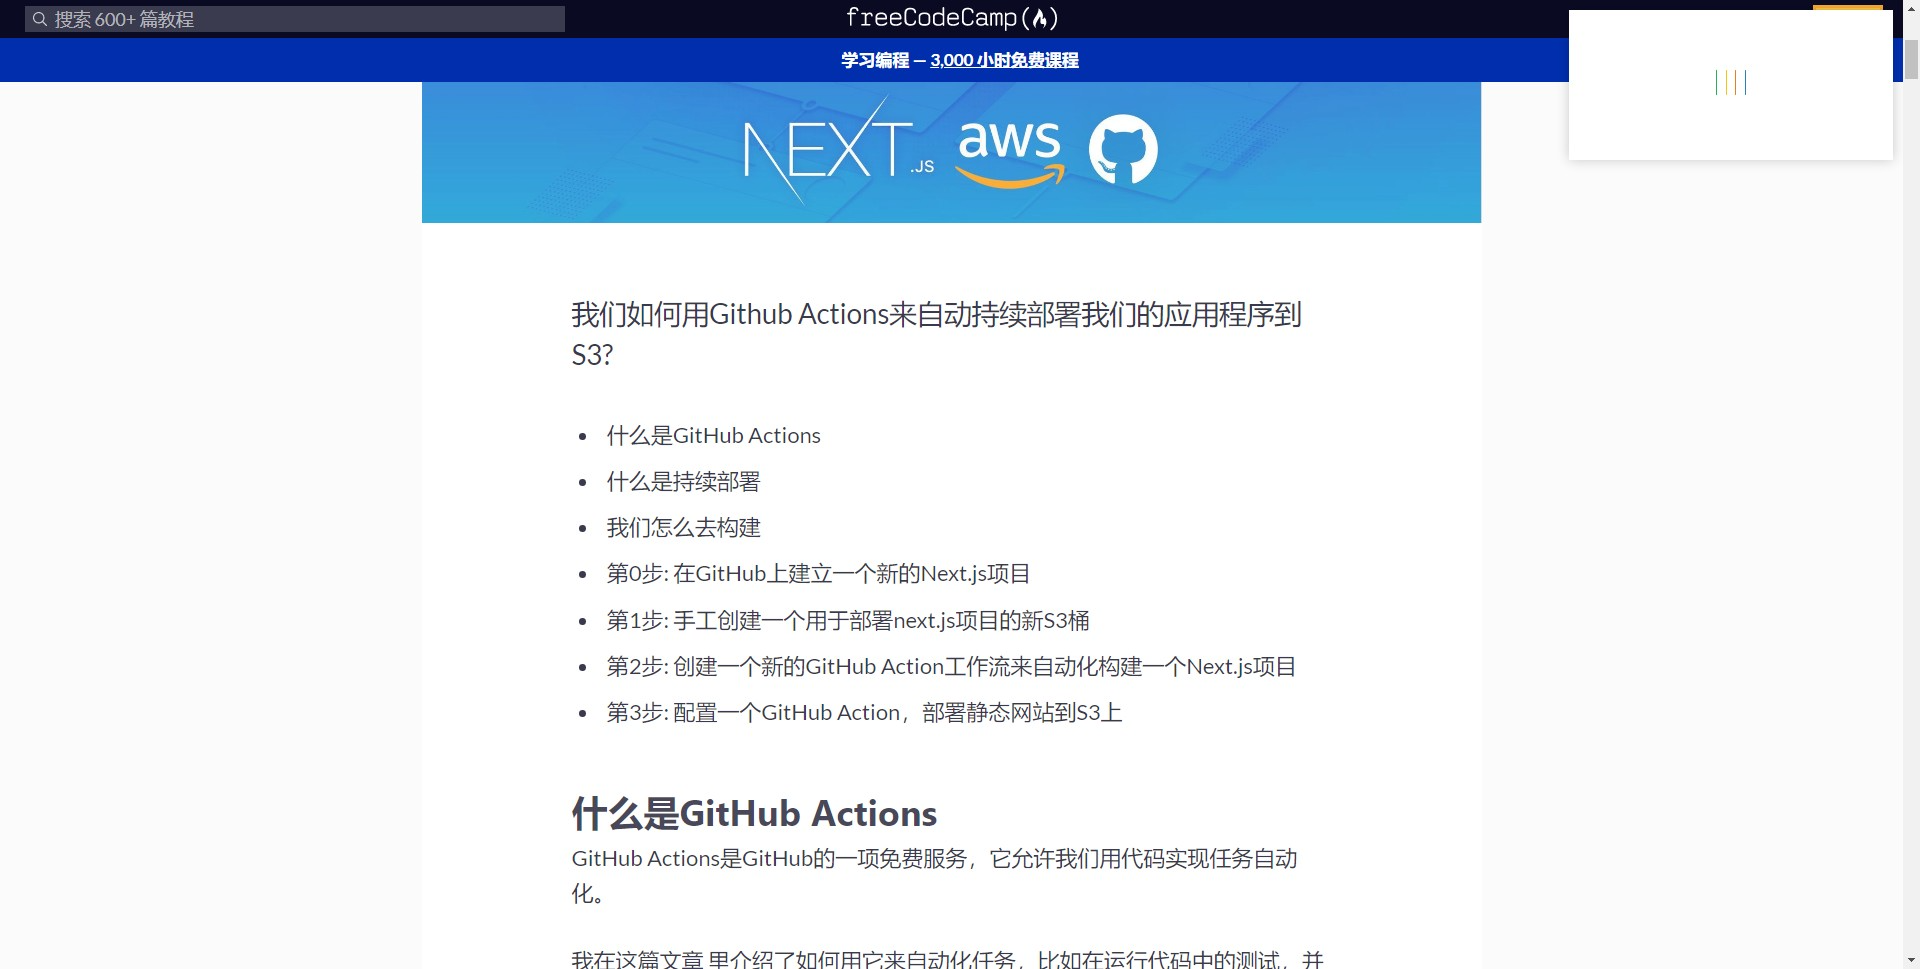 搜索 600+ 篇教程
freeCodeCamp(🔥)
学习编程 — 3,000 小时免费课程
NEXT.JS
aws
我们如何用Github Actions来自动持续部署我们的应用程序到
S3?
什么是GitHub Actions
什么是持续部署
我们怎么去构建
第0步: 在GitHub上建立一个新的Next.js项目
第1步: 手工创建一个用于部署next.js项目的新S3桶
第2步: 创建一个新的GitHub Action工作流来自动化构建一个Next.js项目
第3步: 配置一个GitHub Action，部署静态网站到S3上
什么是GitHub Actions
GitHub Actions是GitHub的一项免费服务，它允许我们用代码实现任务自动
化。
我在这篇文章 里介绍了如何用它来自动化任务，比如在运行代码中的测试，并